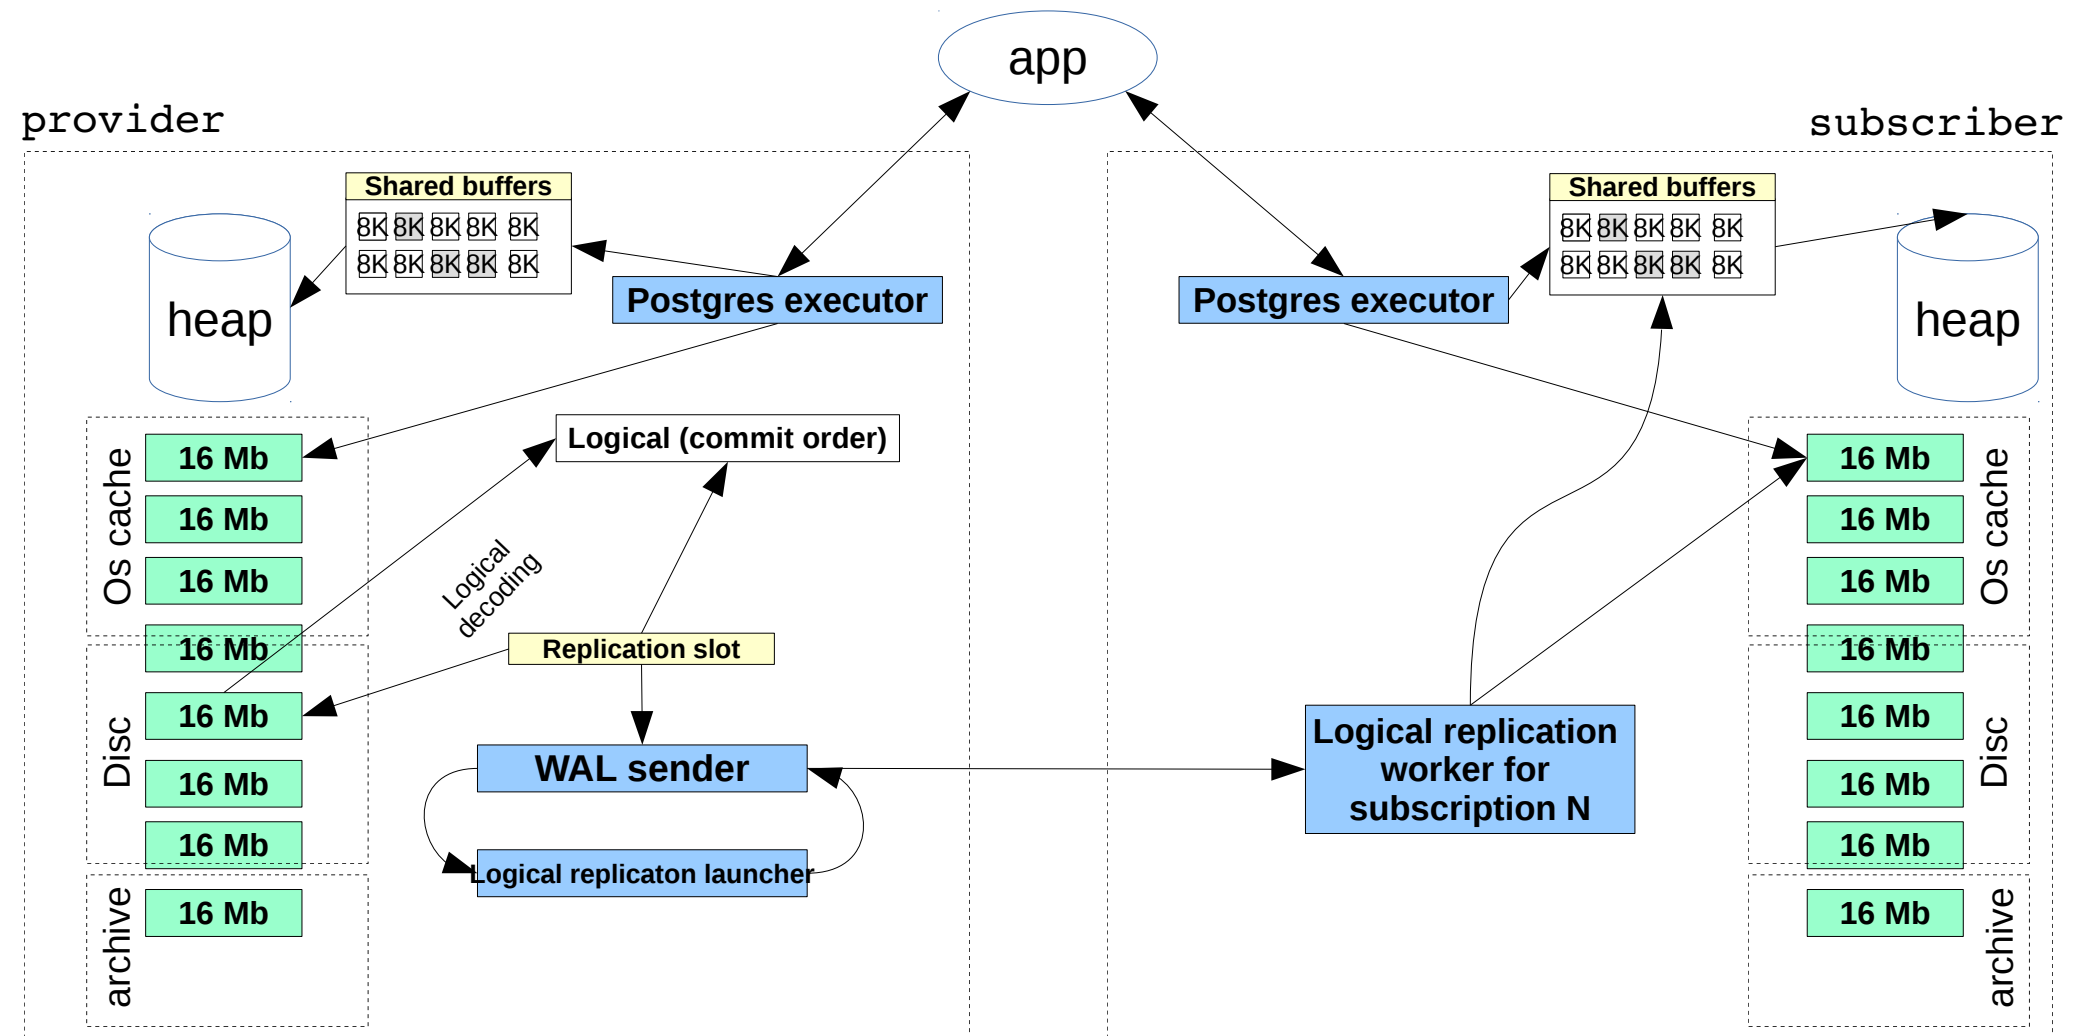 app
provider
subscriber
Shared buffers
8K 8K 8K 8K 8K
8K 8K 8K 8K 8K
heap
Postgres executor
Os cache
16 Mb
16 Mb
16 Mb
16 Mb
Disc
16 Mb
16 Mb
16 Mb
archive
16 Mb
Logical (commit order)
Logical
decoding
Replication slot
WAL sender
Logical replicaton launcher
Postgres executor
Shared buffers
8K 8K 8K 8K 8K
8K 8K 8K 8K 8K
heap
Logical replication
worker for
subscription N
16 Mb
16 Mb
16 Mb
Os cache
16 Mb
16 Mb
16 Mb
16 Mb
Disc
16 Mb
archive